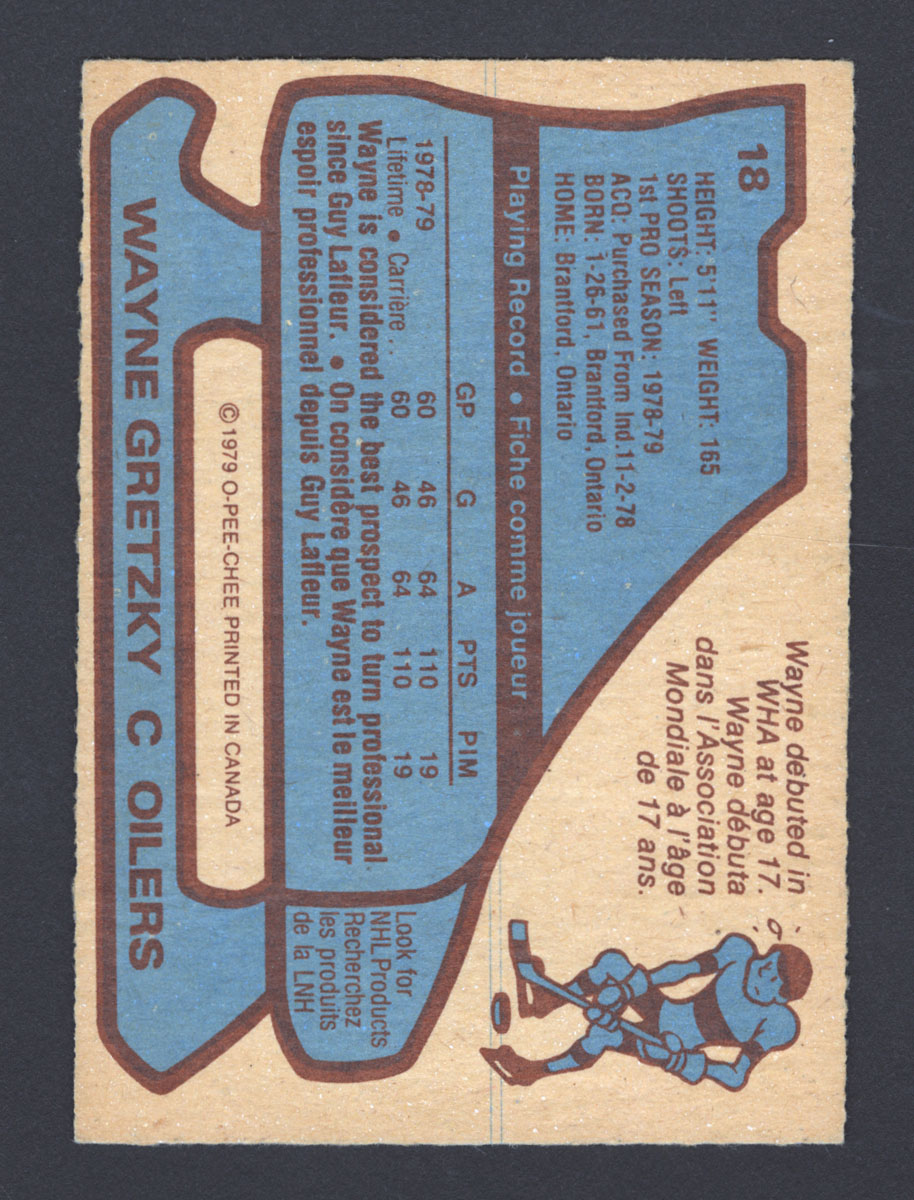 18
HEIGHT: 5'11" WEIGHT: 165
SHOOTS: Left
1st PRO SEASON: 1978-79
ACQ: Purchased From Ind. 11-2-78
BORN: 1-26-61, Brantford, Ontario
HOME: Brantford, Ontario
Wayne debuted in
WHA at age 17.
Wayne débuta
dans l'Association
Mondiale à l'âge
de 17 ans.
Playing Record • Fiche comme joueur
GP G A PTS PIM
1978-79 60 46 64 110 19
Lifetime • Carrière .. 60 46 64 110 19
Wayne is considered the best prospect to turn professional
since Guy Lafleur. • On considère que Wayne est le meilleur
espoir professionnel depuis Guy Lafleur.
Look for
NHL Products
Recherchez
les produits
de la LNH
© 1979 O-PEE-CHEE PRINTED IN CANADA
WAYNE GRETZKY C OILERS